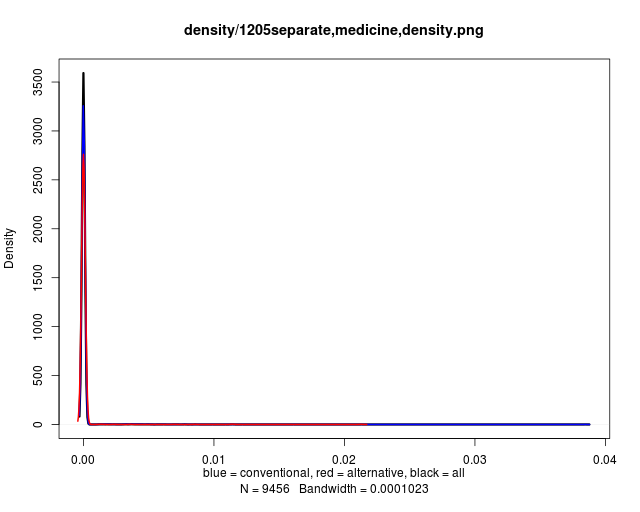 density/1205separate,medicine,density.png
Density
3500
3000
2500
2000
1500
1000
500
0
0.00 0.01 0.02 0.03 0.04
blue = conventional, red = alternative, black = all
N = 9456 Bandwidth = 0.0001023